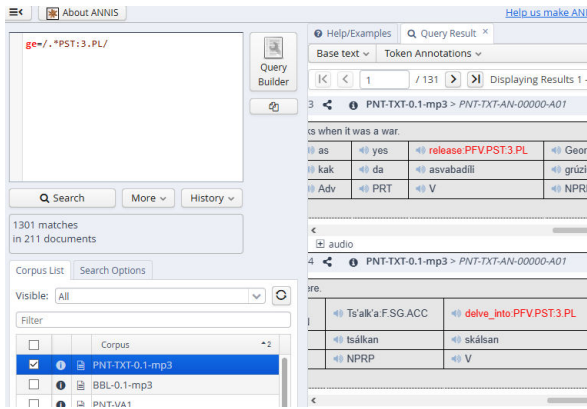 About ANNIS
Help us make ANNI
ge=/.*PST:3.PL/
Query
Builder
Search
More
History
1301 matches
in 211 documents
Corpus List
Search Options
Visible:
All
Filter
Corpus
2
PNT-TXT-0.1-mp3
BBL-0.1-mp3
PNT-VA1
Help/Examples
Query Result
Base text
Token Annotations
1
/ 131
Displaying Results 1 -
3 PNT-TXT-0.1-mp3 > PNT-TXT-AN-00000-A01
ks when it was a war.
as yes release:PFV.PST:3.PL Geor
kak da asvabadíli grúzi
Adv PRT V NPRI
audio
4 PNT-TXT-0.1-mp3 > PNT-TXT-AN-00000-A01
ere.
Ts'alk'a:F.SG.ACC delve_into:PFV.PST:3.PL
tsálkan skálsan
NPRP V